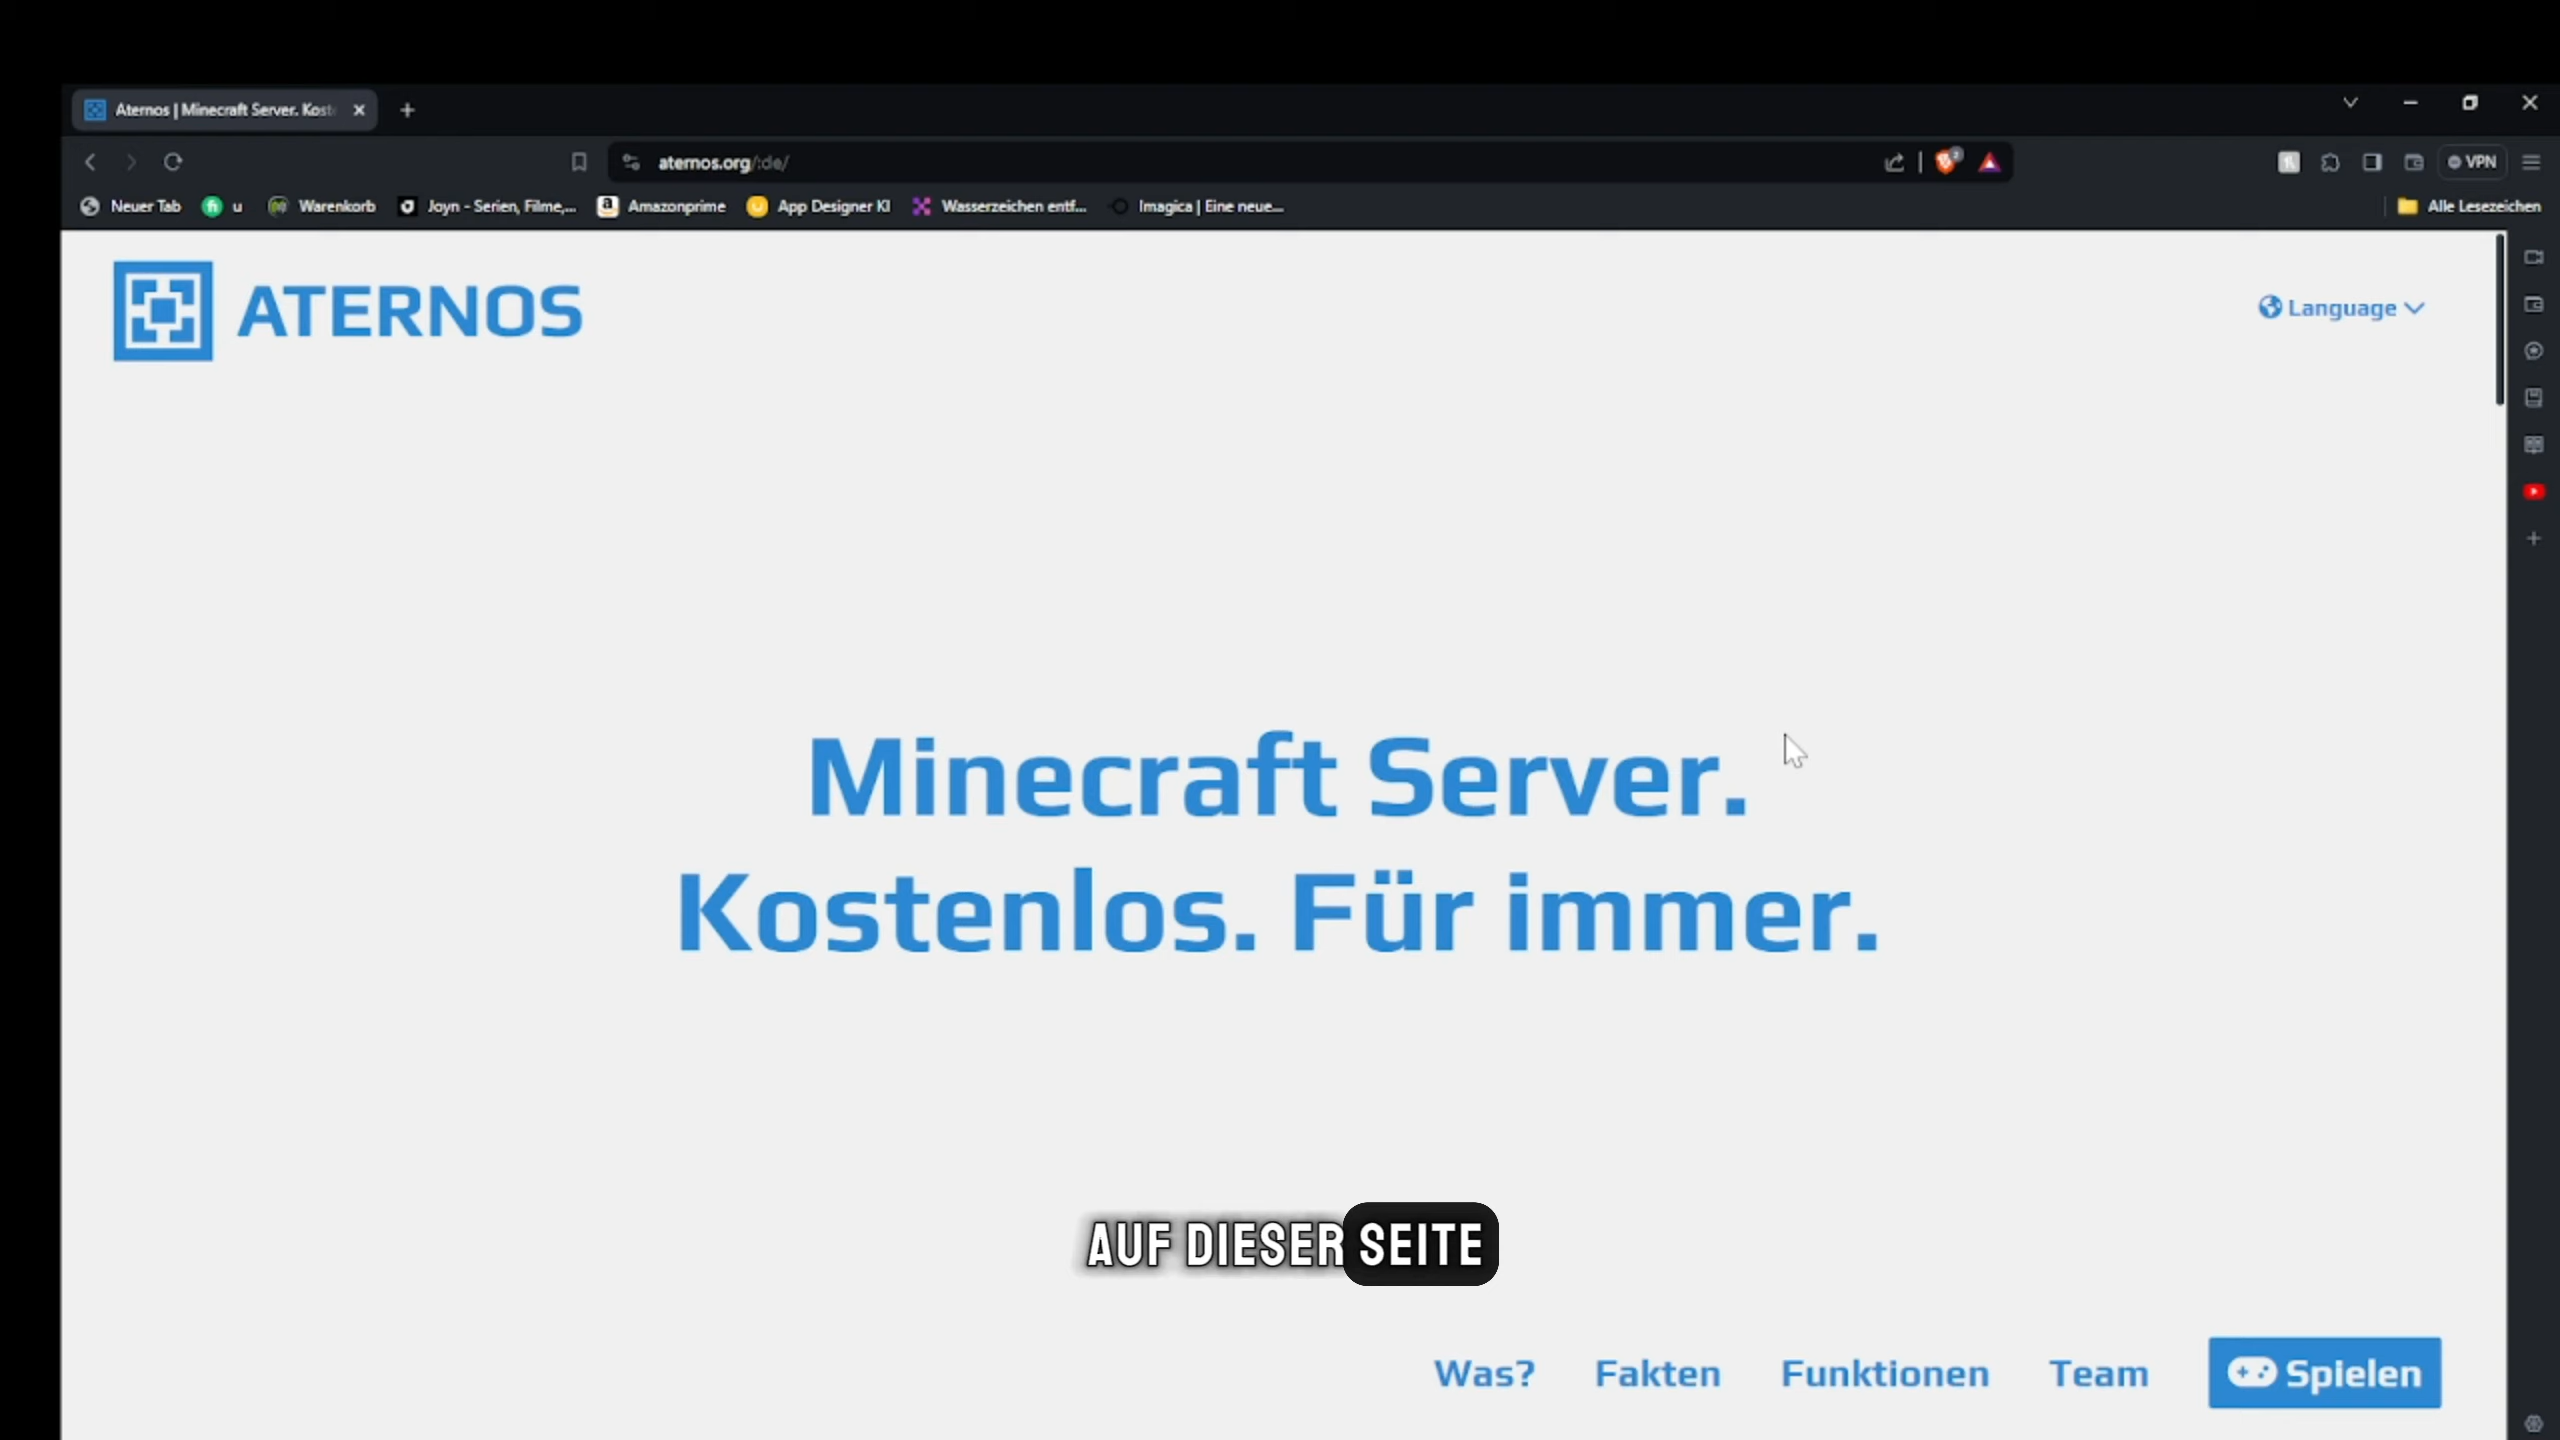 Aternos | Minecraft Server. Kost
aternos.org/:de/
VPN
Neuer Tab
u
Warenkorb
Joyn - Serien, Filme,...
Amazonprime
App Designer KI
Wasserzeichen entf...
Imagica | Eine neue...
Alle Lesezeichen
ATERNOS
Language
Minecraft Server.
Kostenlos. Für immer.
AUF DIESER SEITE
Was?
Fakten
Funktionen
Team
Spielen